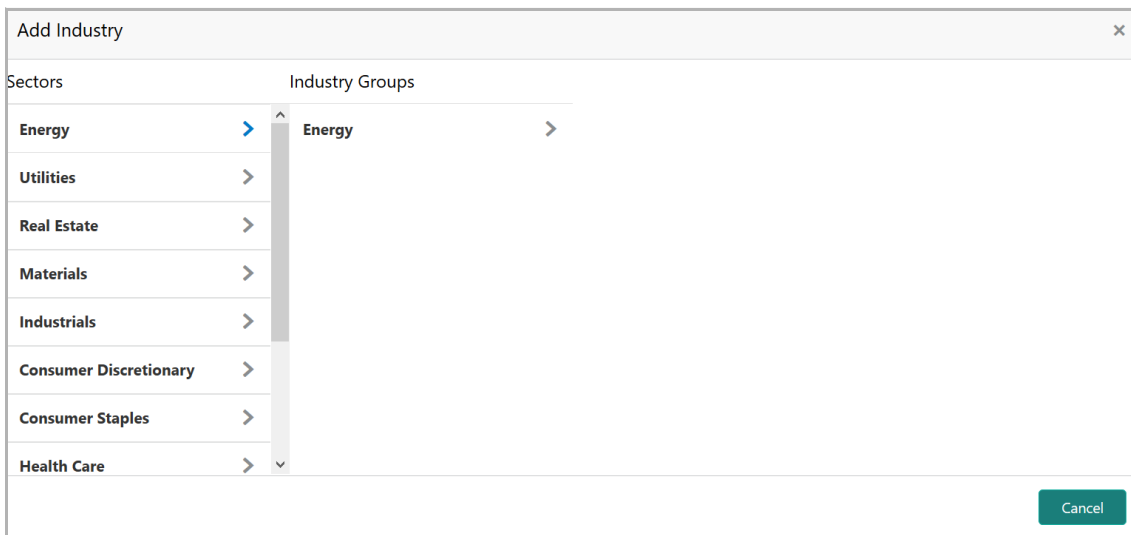 Add Industry
Sectors
Industry Groups
Energy
Energy
Utilities
Real Estate
Materials
Industrials
Consumer Discretionary
Consumer Staples
Health Care
Cancel